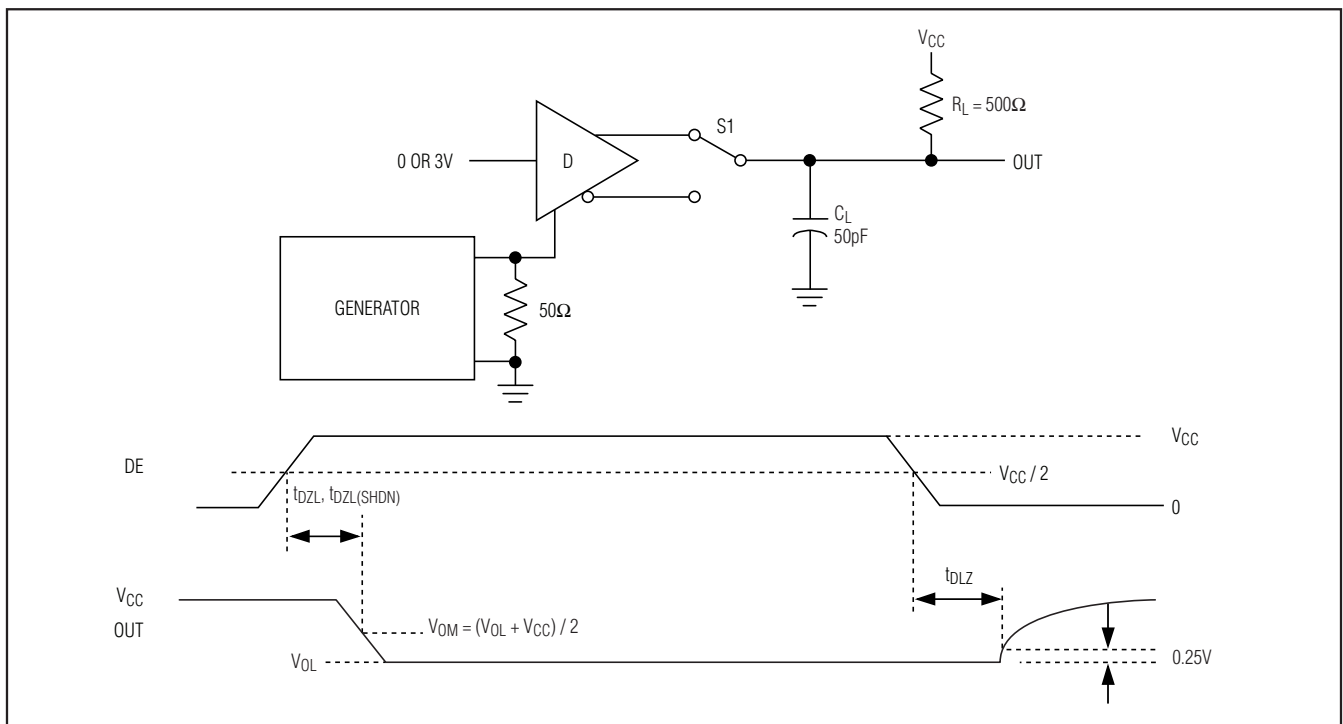 VCC
RL = 500Ω
S1
0 OR 3V
D
OUT
CL
50pF
GENERATOR
50Ω
VCC
DE
VCC / 2
tDZL, tDZL(SHDN)
0
tDLZ
VCC
OUT
VOM = (VOL + VCC) / 2
VOL
0.25V